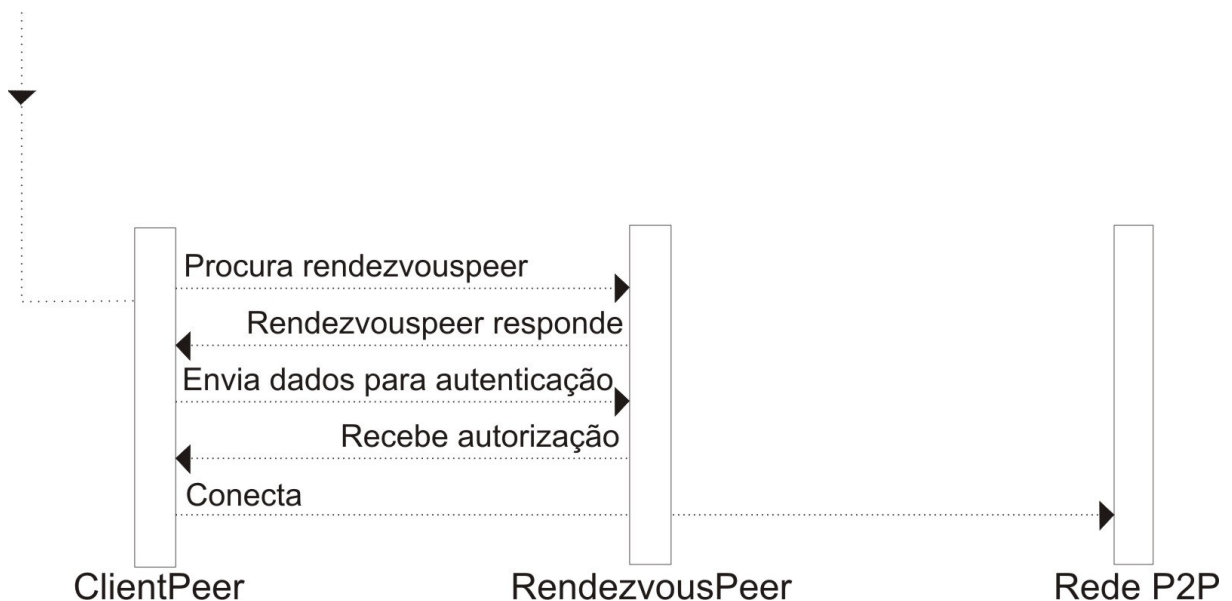 Procura rendezvouspeer
Rendezvouspeer responde
Envia dados para autenticação
Recebe autorização
Conecta
ClientPeer
RendezvousPeer
Rede P2P